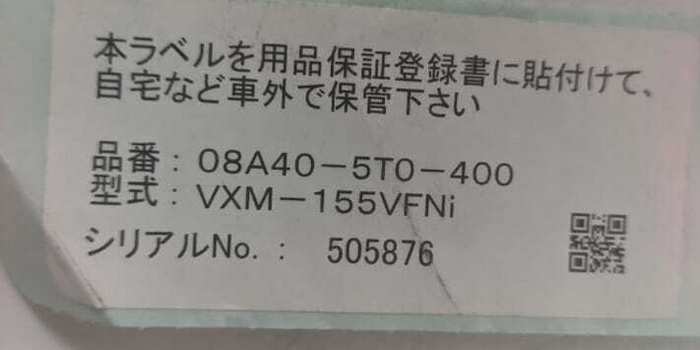 本ラベルを用品保証登録書に貼付けて、
自宅など車外で保管下さい
品番：08A40－5T0－400
型式：VXM－155VFNi
シリアルNo.： 505876